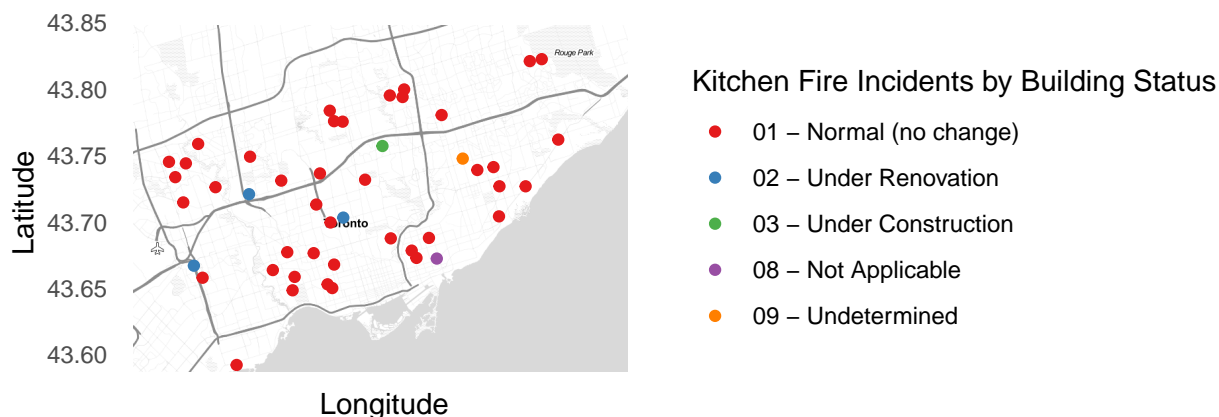 43.85
43.80
43.75
43.70
43.65
43.60
Latitude
Longitude
Rouge Park
Toronto
Kitchen Fire Incidents by Building Status
01 – Normal (no change)
02 – Under Renovation
03 – Under Construction
08 – Not Applicable
09 – Undetermined